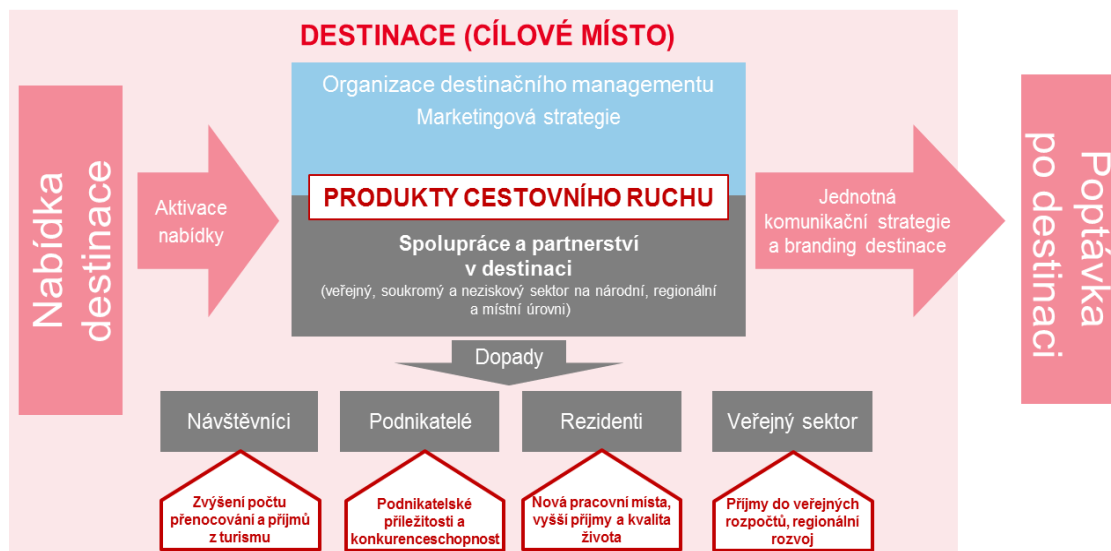 DESTINACE (CÍLOVÉ MÍSTO)
Nabídka
destinace
Aktivace
nabídky
Organizace destinačního managementu
Marketingová strategie
PRODUKTY CESTOVNÍHO RUCHU
Spolupráce a partnerství
v destinaci
(veřejný, soukromý a neziskový sektor na národní, regionální
a místní úrovni)
Jednotná
komunikační strategie
a branding destinace
Poptávka
po destinaci
Dopady
Návštěvníci
Podnikatelé
Rezidenti
Veřejný sektor
Zvýšení počtu
přenocování a příjmů
z turismu
Podnikatelské
příležitosti a
konkurenceschopnost
Nová pracovní místa,
vyšší příjmy a kvalita
života
Příjmy do veřejných
rozpočtů, regionální
rozvoj